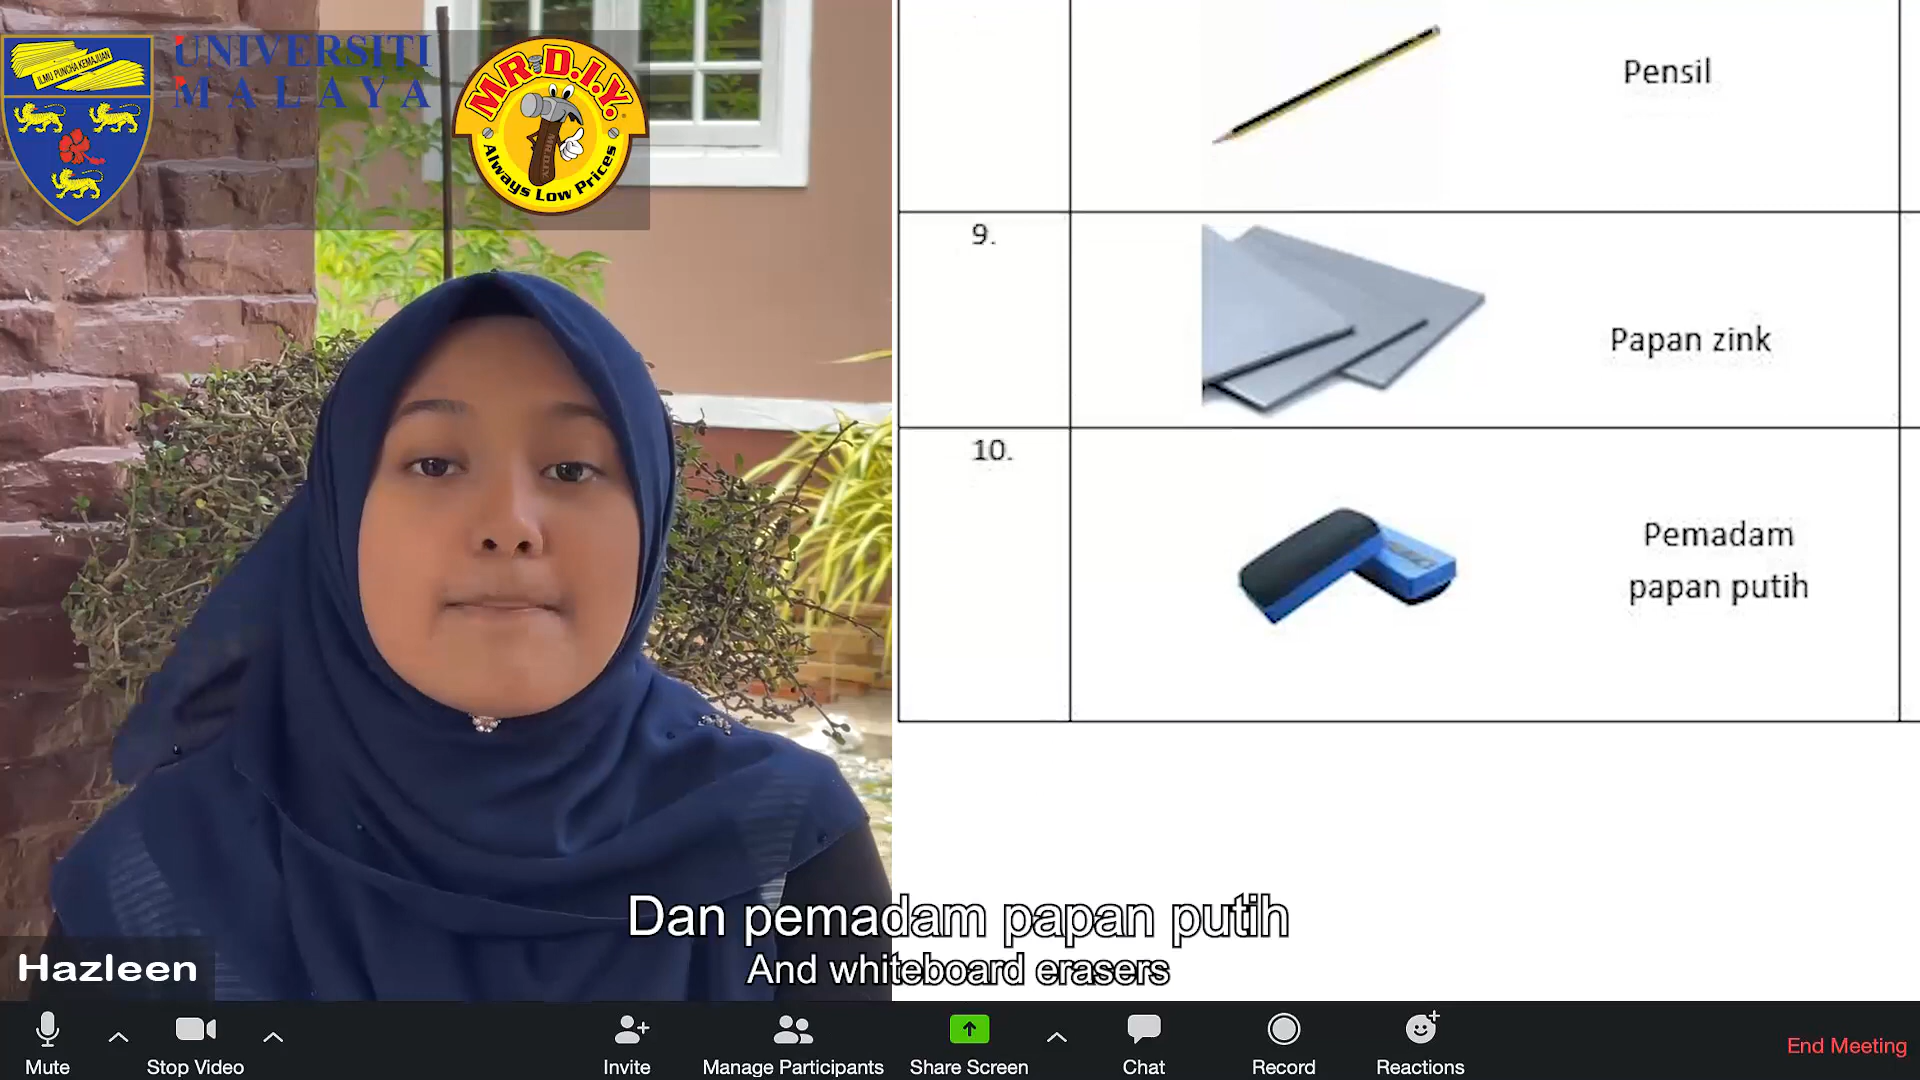 ILMU PUNCHA KEMAJUAN
UNIVERSITI
MALAYA
MR. D.I.Y.
MR.D.I.Y.
Always Low Prices
Pensil
9.
Papan zink
10.
Pemadam
papan putih
Dan pemadam papan putih
And whiteboard erasers
Hazleen
Mute
Stop Video
Invite
Manage Participants
Share Screen
Chat
Record
Reactions
End Meeting